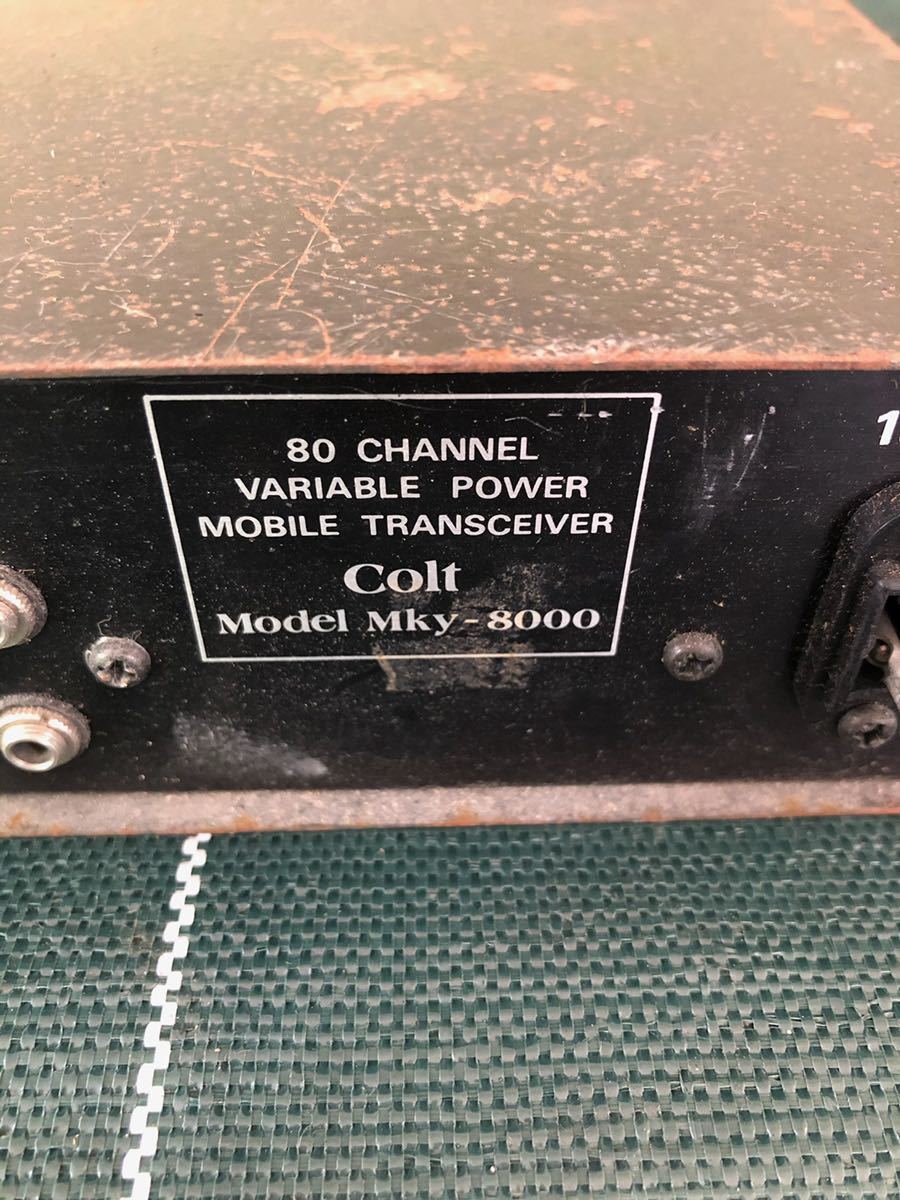 80 CHANNEL
VARIABLE POWER
MOBILE TRANSCEIVER
Colt
Model Mky-8000